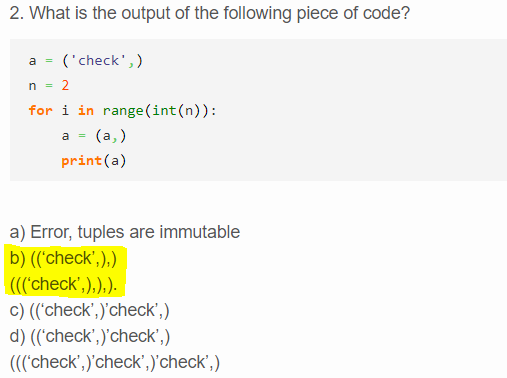 2. What is the output of the following piece of code?
a = ('check',)
n = 2
for i in range(int(n)):
    a = (a,)
    print(a)
a) Error, tuples are immutable
b) ((‘check’,),)
(((‘check’,),),).
c) ((‘check’,)’check’,)
d) ((‘check’,)’check’,)
(((‘check’,)’check’,)’check’,)